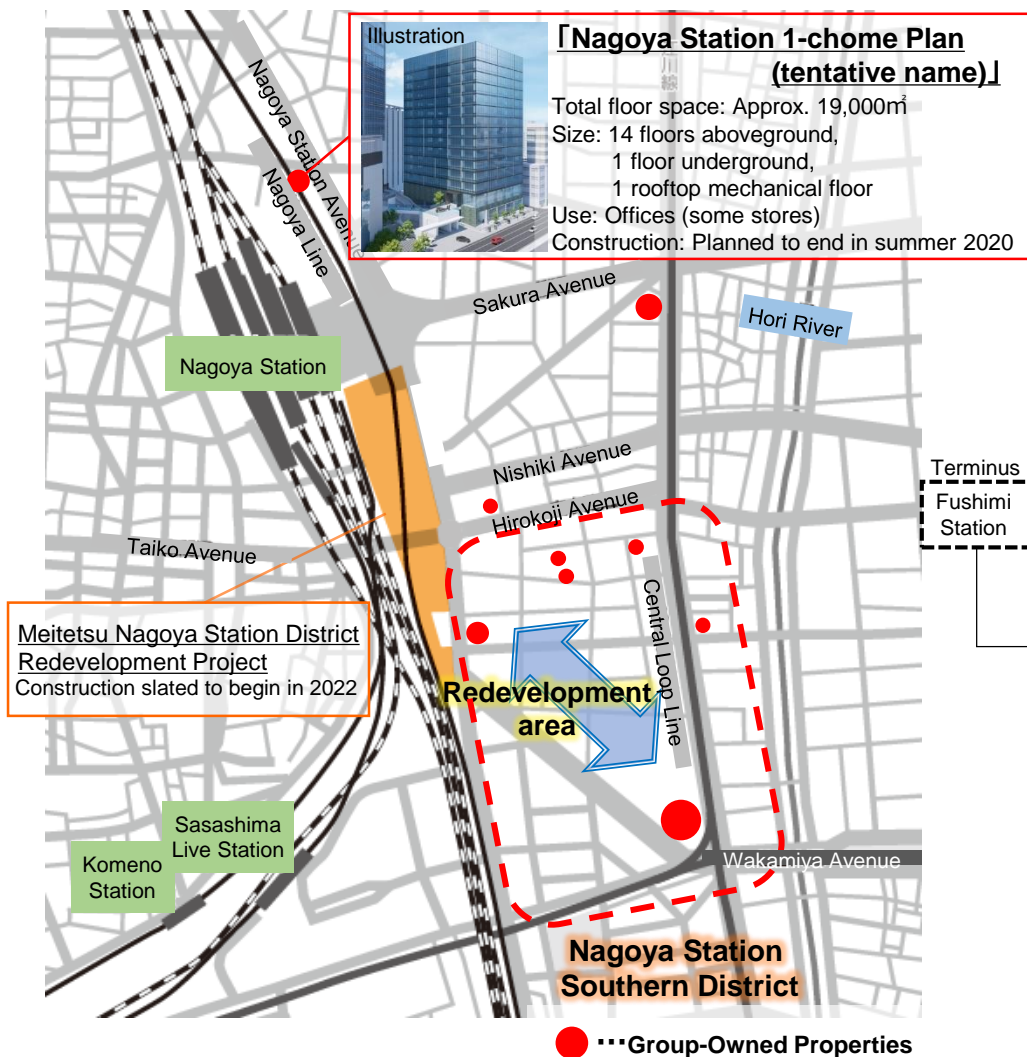 Illustration
「Nagoya Station 1-chome Plan
(tentative name)」
Total floor space: Approx. 19,000㎡
Size: 14 floors aboveground,
1 floor underground,
1 rooftop mechanical floor
Use: Offices (some stores)
Construction: Planned to end in summer 2020
川線
Nagoya Station Avenue
Nagoya Line
Sakura Avenue
Hori River
Nagoya Station
Nishiki Avenue
Hirokoji Avenue
Terminus
Fushimi
Station
Taiko Avenue
Central Loop Line
Meitetsu Nagoya Station District
Redevelopment Project
Construction slated to begin in 2022
Redevelopment
area
Sasashima
Live Station
Komeno
Station
Wakamiya Avenue
Nagoya Station
Southern District
●…Group-Owned Properties